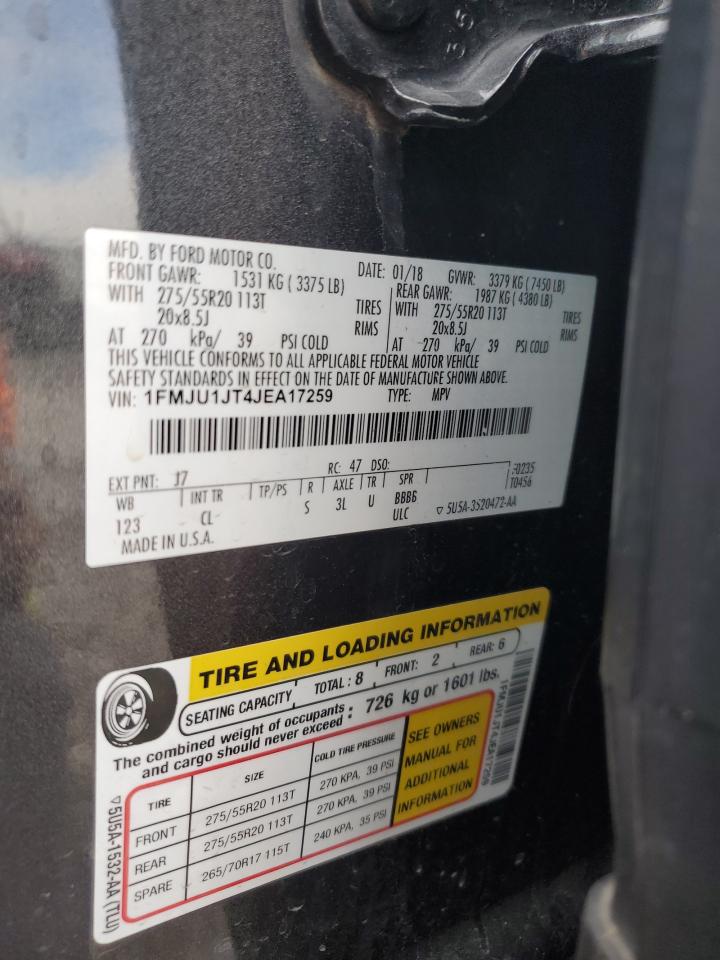 35
MFD. BY FORD MOTOR CO. DATE: 01/18 GVWR: 3379 KG ( 7450 LB)
FRONT GAWR: 1531 KG ( 3375 LB) REAR GAWR: 1987 KG ( 4380 LB)
WITH 275/55R20 113T TIRES WITH 275/55R20 113T TIRES
20x8.5J RIMS 20x8.5J RIMS
AT 270 kPa/ 39 PSI COLD AT 270 kPa/ 39 PSI COLD
THIS VEHICLE CONFORMS TO ALL APPLICABLE FEDERAL MOTOR VEHICLE
SAFETY STANDARDS IN EFFECT ON THE DATE OF MANUFACTURE SHOWN ABOVE.
VIN: 1FMJU1JT4JEA17259 TYPE: MPV
EXT PNT: J7 RC: 47 DSO:
WB INT TR TP/PS R AXLE TR SPR
123 CL S 3L U BBB6
ULC
MADE IN U.S.A.
T0456
▽ 5U5A-3520472-AA
TIRE AND LOADING INFORMATION
SEATING CAPACITY TOTAL : 8 FRONT: 2 REAR: 6
The combined weight of occupants and cargo should never exceed : 726 kg or 1601 lbs.
TIRE SIZE COLD TIRE PRESSURE
FRONT 275/55R20 113T 270 KPA, 39 PSI
REAR 275/55R20 113T 270 KPA, 39 PSI
SPARE 265/70R17 115T 240 KPA, 35 PSI
SEE OWNERS
MANUAL FOR
ADDITIONAL
INFORMATION
1FMJU1JT4JEA17259
▽5U5A-1532-AA (TLU)